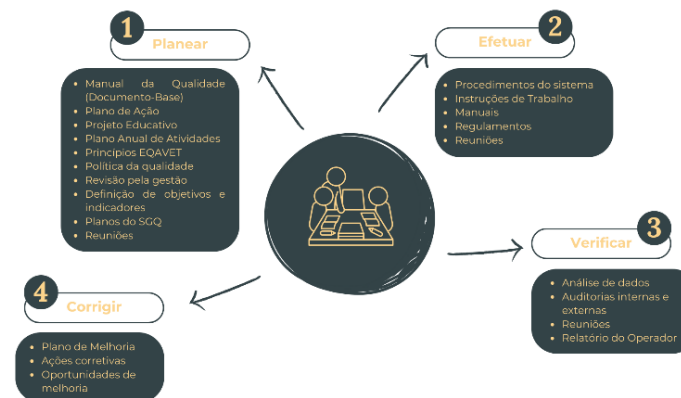 1
Planear
• Manual da Qualidade
(Documento-Base)
• Plano de Ação
• Projeto Educativo
• Plano Anual de Atividades
• Princípios EQAVET
• Política da qualidade
• Revisão pela gestão
• Definição de objetivos e
indicadores
• Planos do SGQ
• Reuniões
2
Efetuar
• Procedimentos do sistema
• Instruções de Trabalho
• Manuais
• Regulamentos
• Reuniões
3
Verificar
• Análise de dados
• Auditorias internas e
externas
• Reuniões
• Relatório do Operador
4
Corrigir
• Plano de Melhoria
• Ações corretivas
• Oportunidades de
melhoria